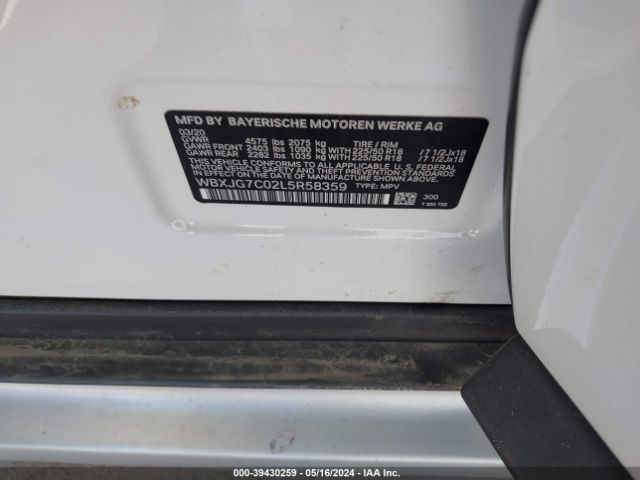 MFD BY BAYERISCHE MOTOREN WERKE AG
03/20
GVWR 4575 lbs 2075 kg TIRE / RIM
GAWR FRONT 2403 lbs 1090 kg WITH 225/50 R18 / 7 1/2Jx18
GAWR REAR 2282 lbs 1035 kg WITH 225/50 R18 / 7 1/2Jx18
THIS VEHICLE CONFORMS TO ALL APPLICABLE U.S. FEDERAL
MOTOR VEHICLE SAFETY, BUMPER, AND THEFT PREVENTION STANDARDS
IN EFFECT ON THE DATE OF MANUFACTURE SHOWN ABOVE.
WBXJG7C02L5R58359 TYPE: MPV
300
000-39430259 - 05/16/2024 - IAA Inc.